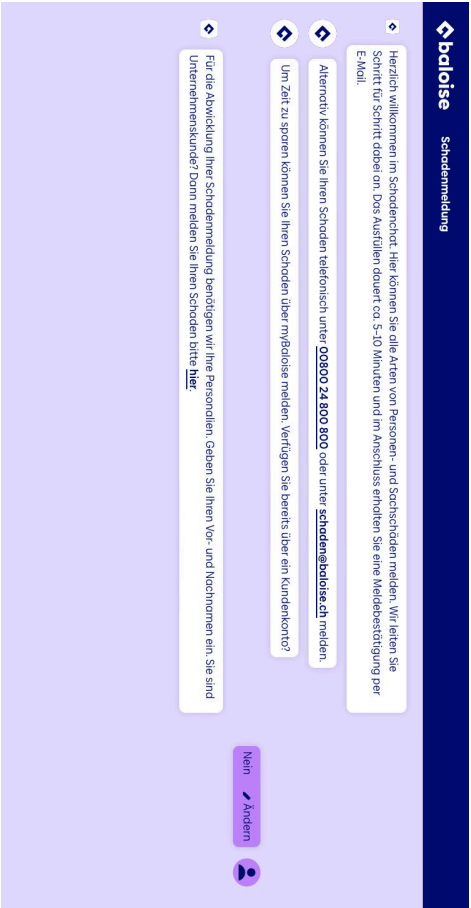 baloise
Schadenmeldung
Herzlich willkommen im Schadenchat. Hier können Sie alle Arten von Personen- und Sachschäden melden. Wir leiten Sie
Schritt für Schritt dabei an. Das Ausfüllen dauert ca. 5–10 Minuten und im Anschluss erhalten Sie eine Meldebestätigung per
E-Mail.
Alternativ können Sie Ihren Schaden telefonisch unter 00800 24 800 800 oder unter schaden@baloise.ch melden.
Um Zeit zu sparen können Sie Ihren Schaden über myBaloise melden. Verfügen Sie bereits über ein Kundenkonto?
Nein Ändern
Für die Abwicklung Ihrer Schadenmeldung benötigen wir Ihre Personalien. Geben Sie Ihren Vor- und Nachnamen ein. Sie sind
Unternehmenskunde? Dann melden Sie Ihren Schaden bitte hier.